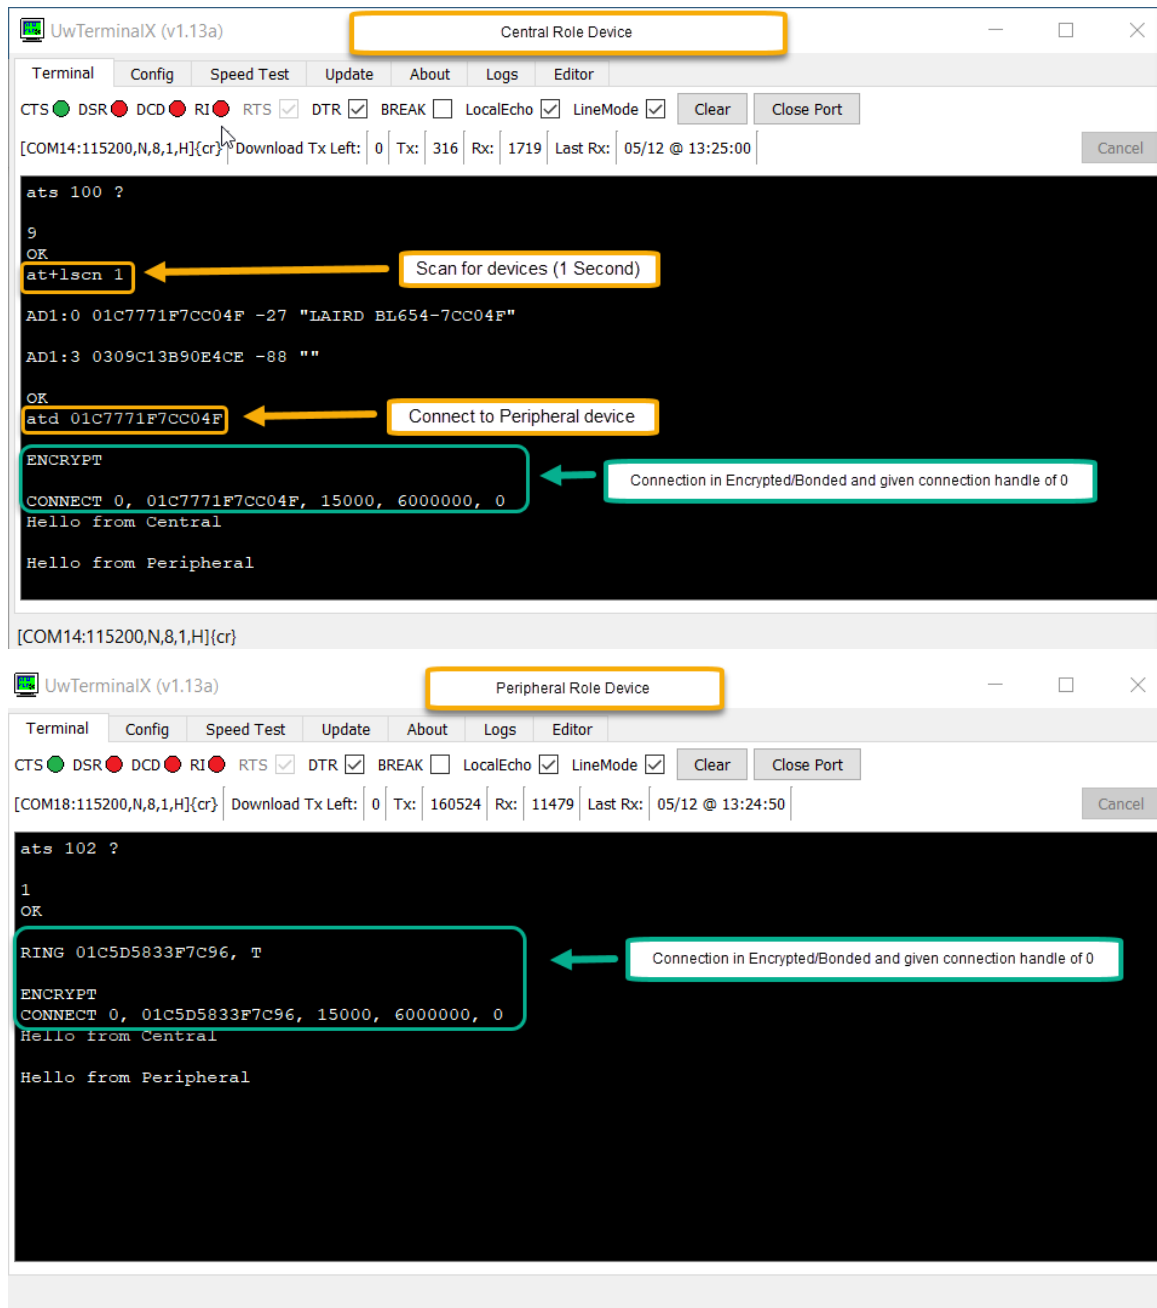 UwTerminalX (v1.13a)
Central Role Device
Terminal Config Speed Test Update About Logs Editor
CTS DSR DCD RI RTS DTR BREAK LocalEcho LineMode Clear Close Port
[COM14:115200,N,8,1,H]{cr} Download Tx Left: 0 Tx: 316 Rx: 1719 Last Rx: 05/12 @ 13:25:00 Cancel
ats 100 ?
9
OK
at+lscn 1
Scan for devices (1 Second)
AD1:0 01C7771F7CC04F -27 "LAIRD BL654-7CC04F"
AD1:3 0309C13B90E4CE -88 ""
OK
atd 01C7771F7CC04F
Connect to Peripheral device
ENCRYPT
Connection in Encrypted/Bonded and given connection handle of 0
CONNECT 0, 01C7771F7CC04F, 15000, 6000000, 0
Hello from Central
Hello from Peripheral
[COM14:115200,N,8,1,H]{cr}
UwTerminalX (v1.13a)
Peripheral Role Device
Terminal Config Speed Test Update About Logs Editor
CTS DSR DCD RI RTS DTR BREAK LocalEcho LineMode Clear Close Port
[COM18:115200,N,8,1,H]{cr} Download Tx Left: 0 Tx: 160524 Rx: 11479 Last Rx: 05/12 @ 13:24:50 Cancel
ats 102 ?
1
OK
RING 01C5D5833F7C96, T
Connection in Encrypted/Bonded and given connection handle of 0
ENCRYPT
CONNECT 0, 01C5D5833F7C96, 15000, 6000000, 0
Hello from Central
Hello from Peripheral